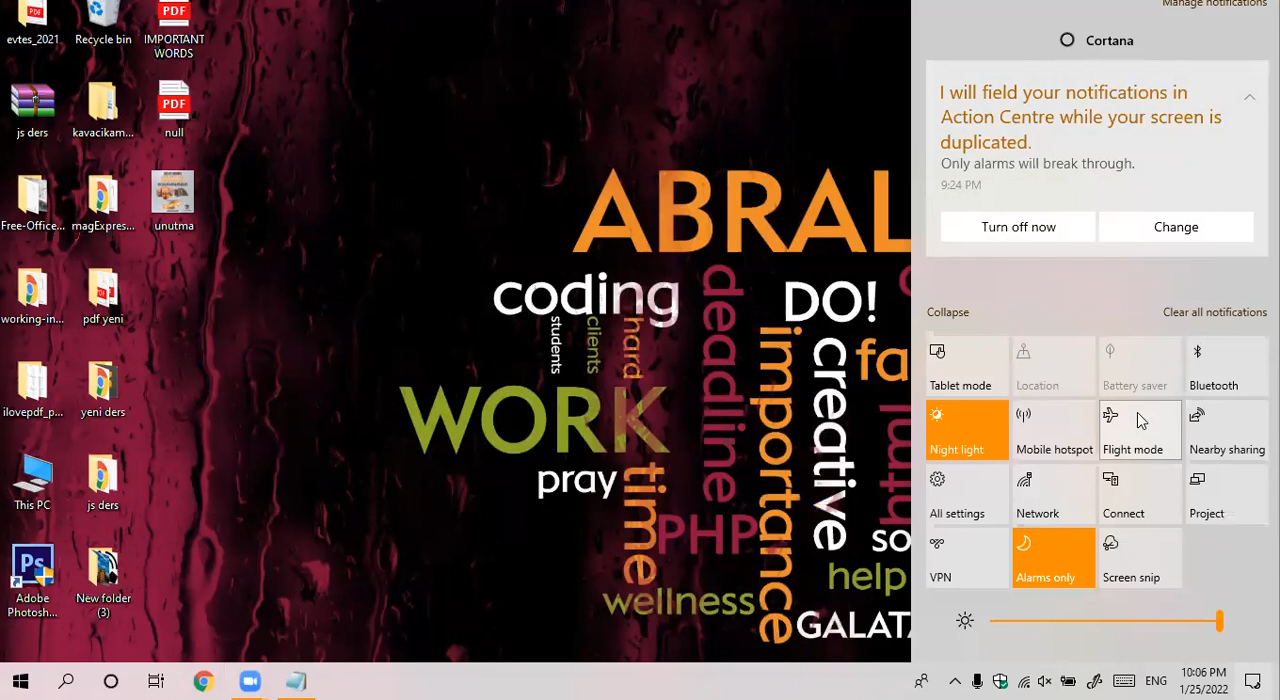 evtes_2021
Recycle bin
PDF
IMPORTANT
WORDS
js ders
kavacikam...
PDF
null
Free-Office...
magExpres...
unutma
working-in...
pdf yeni
ilovepdf_p...
yeni ders
This PC
js ders
Ps
Adobe
Photosh...
New folder
(3)
ABRAL
coding
deadline
DO!
students
clients
hard
importance
creative
fa
WORK
html
pray
time
PHP
so
help
wellness
GALATA
Manage notifications
Cortana
I will field your notifications in
Action Centre while your screen is
duplicated.
Only alarms will break through.
9:24 PM
Turn off now
Change
Collapse
Clear all notifications
Tablet mode
Location
Battery saver
Bluetooth
Night light
Mobile hotspot
Flight mode
Nearby sharing
All settings
Network
Connect
Project
VPN
Alarms only
Screen snip
ENG
10:06 PM
1/25/2022